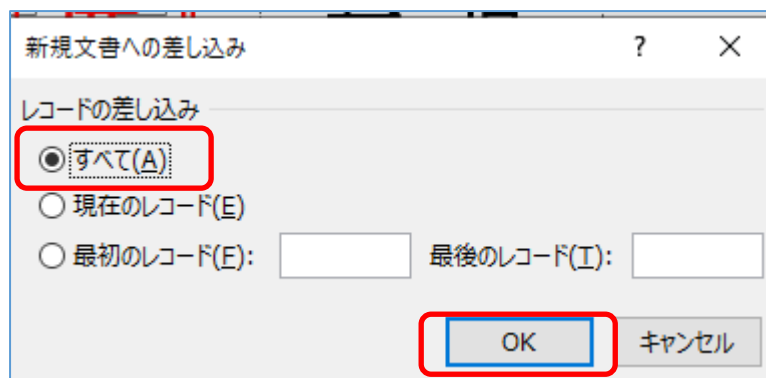 新規文書への差し込み ? ×
レコードの差し込み
すべて(A)
現在のレコード(E)
最初のレコード(F): 最後のレコード(T):
OK キャンセル